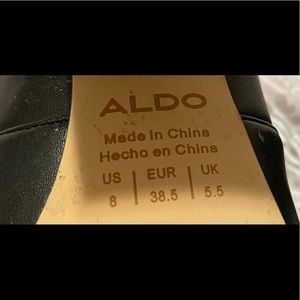 ALDO
Made in China
Hecho en China
US EUR UK
8 38.5 5.5